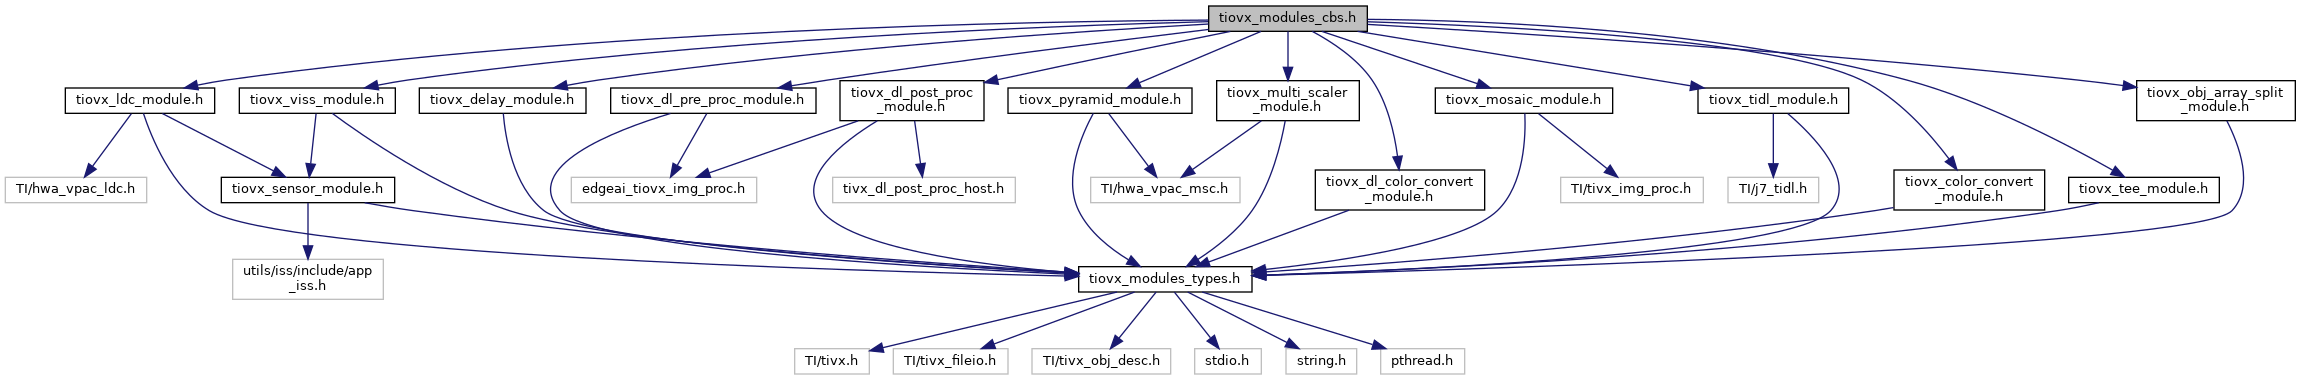 tiovx_modules_cbs.h
tiovx_ldc_module.h
tiovx_viss_module.h
tiovx_delay_module.h
tiovx_dl_pre_proc_module.h
tiovx_dl_post_proc
_module.h
tiovx_pyramid_module.h
tiovx_multi_scaler
_module.h
tiovx_mosaic_module.h
tiovx_tidl_module.h
tiovx_obj_array_split
_module.h
TI/hwa_vpac_ldc.h
tiovx_sensor_module.h
edgeai_tiovx_img_proc.h
tivx_dl_post_proc_host.h
TI/hwa_vpac_msc.h
tiovx_dl_color_convert
_module.h
TI/tivx_img_proc.h
TI/j7_tidl.h
tiovx_color_convert
_module.h
tiovx_tee_module.h
utils/iss/include/app
_iss.h
tiovx_modules_types.h
TI/tivx.h
TI/tivx_fileio.h
TI/tivx_obj_desc.h
stdio.h
string.h
pthread.h